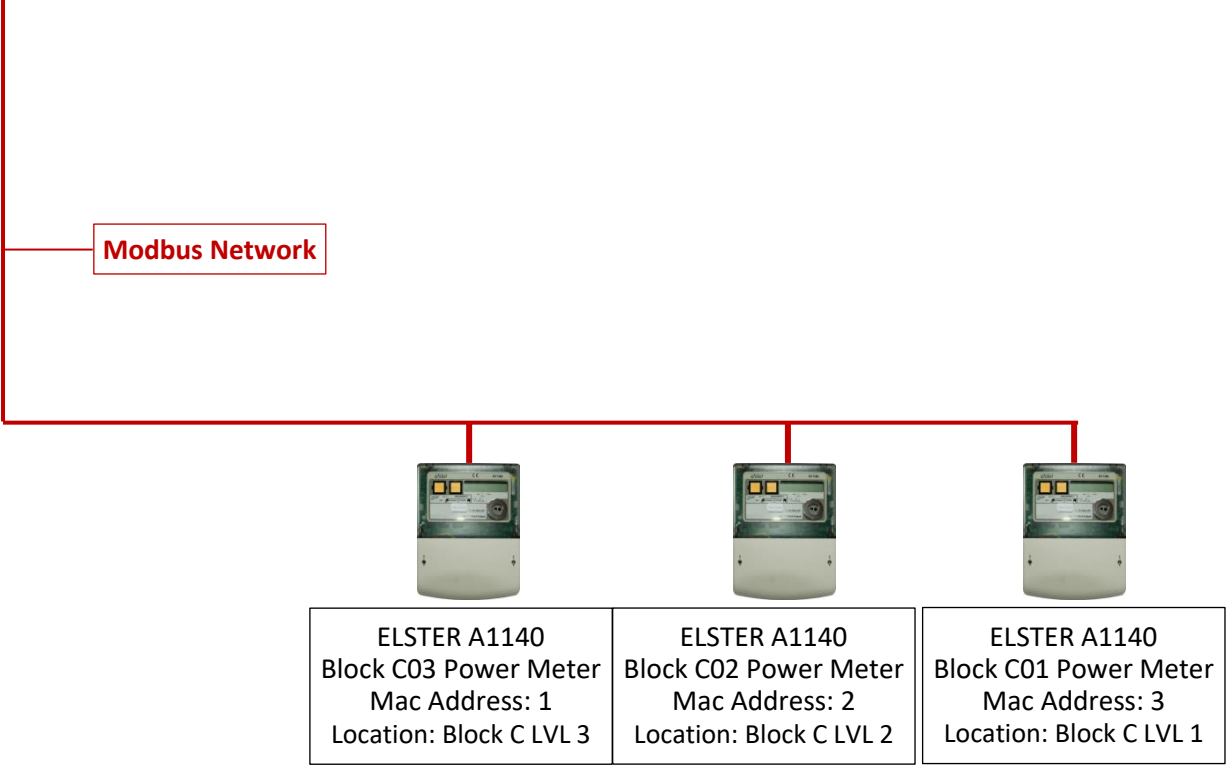 Modbus Network
ELSTER A1140
Block C03 Power Meter
Mac Address: 1
Location: Block C LVL 3
ELSTER A1140
Block C02 Power Meter
Mac Address: 2
Location: Block C LVL 2
ELSTER A1140
Block C01 Power Meter
Mac Address: 3
Location: Block C LVL 1